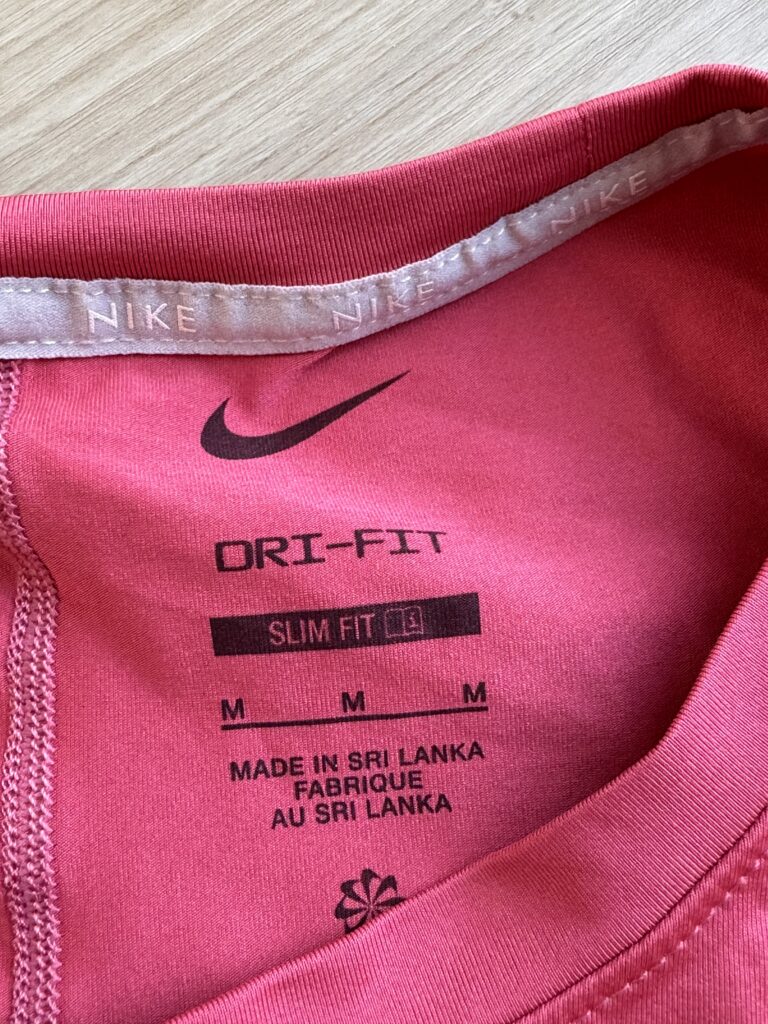 NIKE NIKE NIKE
DRI-FIT
SLIM FIT
M M M
MADE IN SRI LANKA
FABRIQUE
AU SRI LANKA